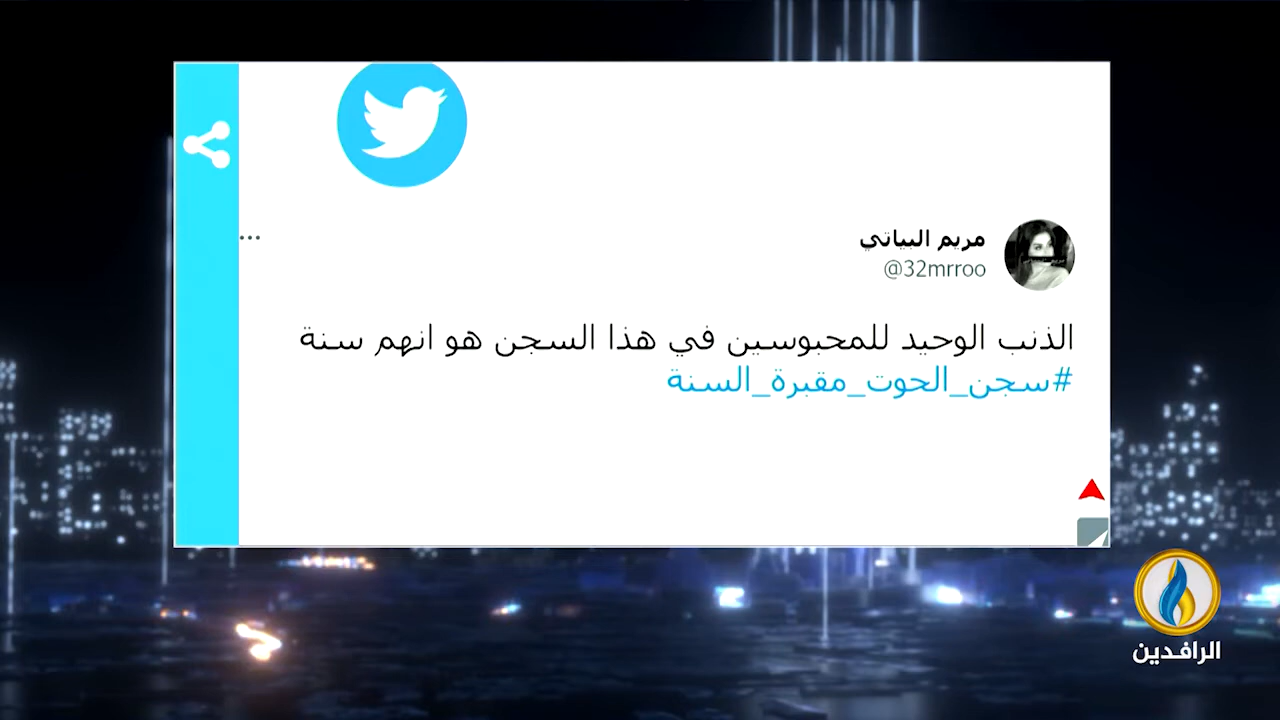 مريم البياتي
@32mrroo
...
الذنب الوحيد للمحبوسين في هذا السجن هو انهم سنة
#سجن_الحوت_مقبرة_السنة
الرافدين